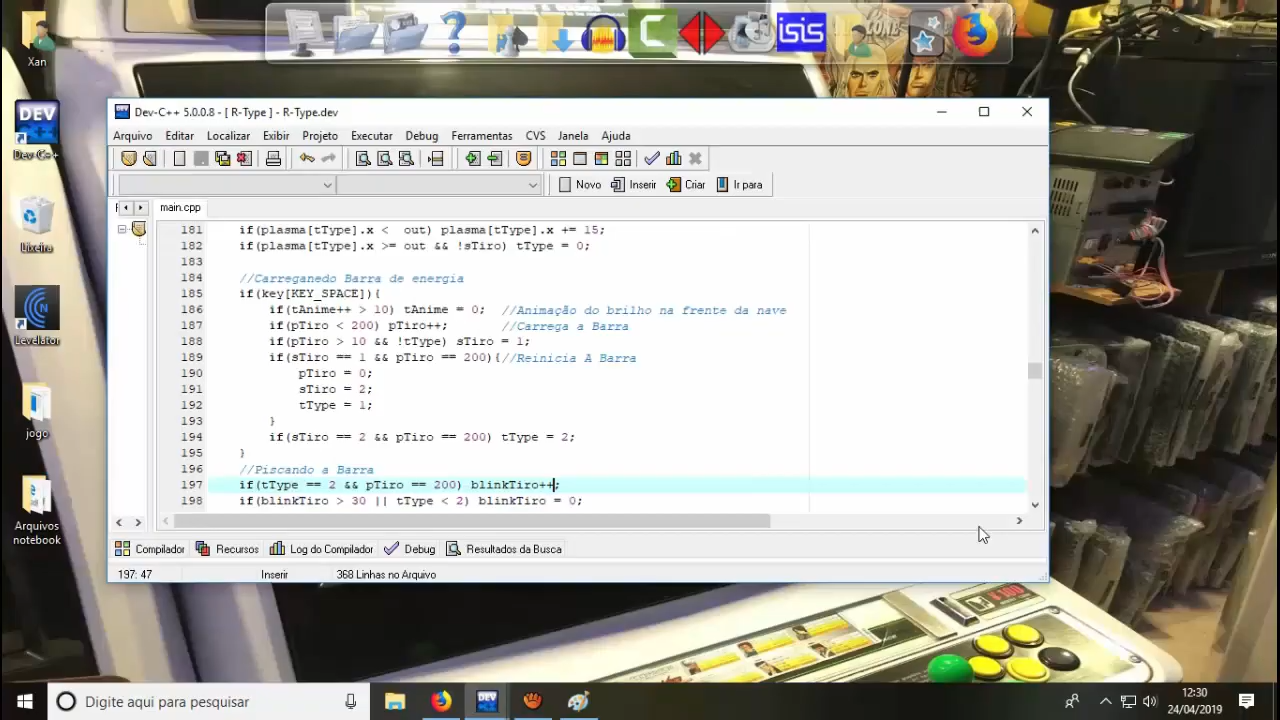 Xan
DEV
C++
Dev-C++
Lixeira
Levelator
jogo
Arquivos
notebook
isis
Dev-C++ 5.0.0.8 - [ R-Type ] - R-Type.dev
Arquivo Editar Localizar Exibir Projeto Executar Debug Ferramentas CVS Janela Ajuda
Novo Inserir Criar Ir para
main.cpp
181 if(plasma[tType].x <  out) plasma[tType].x += 15;
182 if(plasma[tType].x >= out && !sTiro) tType = 0;
183
184 //Carreganedo Barra de energia
185 if(key[KEY_SPACE]){
186 if(tAnime++ > 10) tAnime = 0; //Animação do brilho na frente da nave
187 if(pTiro < 200) pTiro++; //Carrega a Barra
188 if(pTiro > 10 && !tType) sTiro = 1;
189 if(sTiro == 1 && pTiro == 200){//Reinicia A Barra
190 pTiro = 0;
191 sTiro = 2;
192 tType = 1;
193 }
194 if(sTiro == 2 && pTiro == 200) tType = 2;
195 }
196 //Piscando a Barra
197 if(tType == 2 && pTiro == 200) blinkTiro++;
198 if(blinkTiro > 30 || tType < 2) blinkTiro = 0;
Compilador Recursos Log do Compilador Debug Resultados da Busca
197: 47 Inserir 368 Linhas no Arquivo
Digite aqui para pesquisar
DEV
12:30
24/04/2019